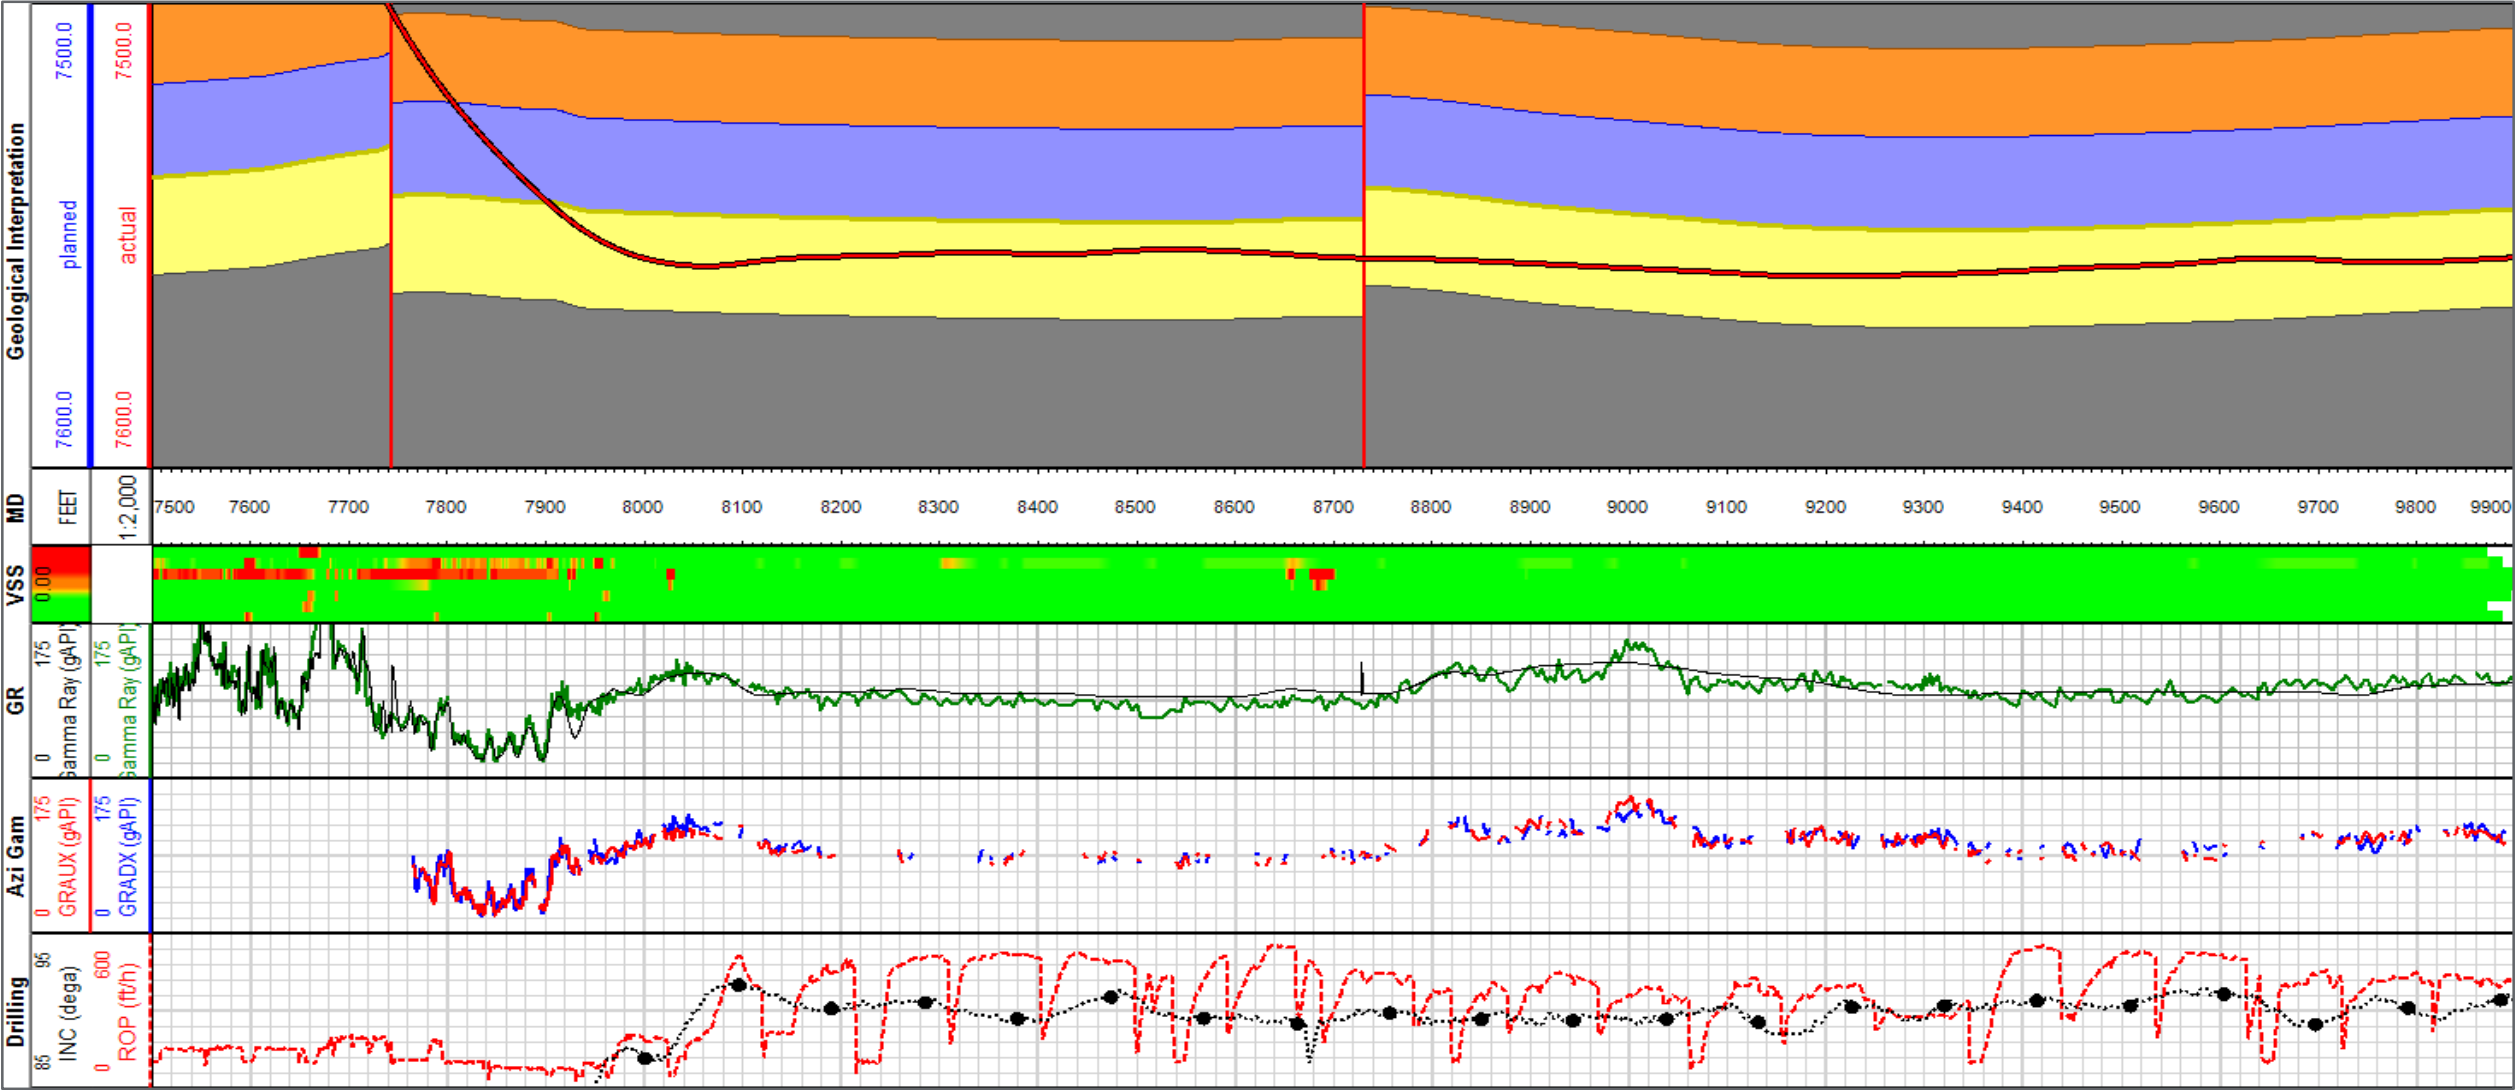 Geological Interpretation
7500.0
planned
7600.0
7500.0
actual
7600.0
MD
FEET
1:2,000
7500 7600 7700 7800 7900 8000 8100 8200 8300 8400 8500 8600 8700 8800 8900 9000 9100 9200 9300 9400 9500 9600 9700 9800 9900
VSS
0.00
GR
0 175
Gamma Ray (gAPI)
0 175
Gamma Ray (gAPI)
Azi Gam
0 175
GRAUX (gAPI)
0 175
GRADX (gAPI)
Drilling
85 95
INC (dega)
0 600
ROP (ft/h)